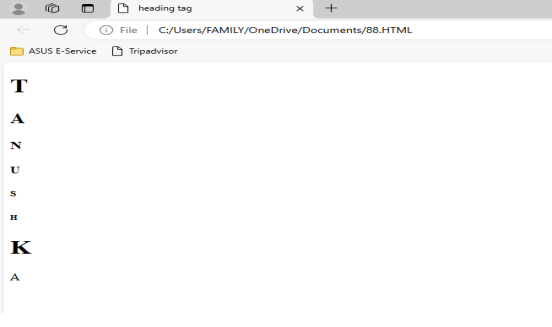 heading tag
File | C:/Users/FAMILY/OneDrive/Documents/88.HTML
ASUS E-Service Tripadvisor
T
A
N
U
S
H
K
A